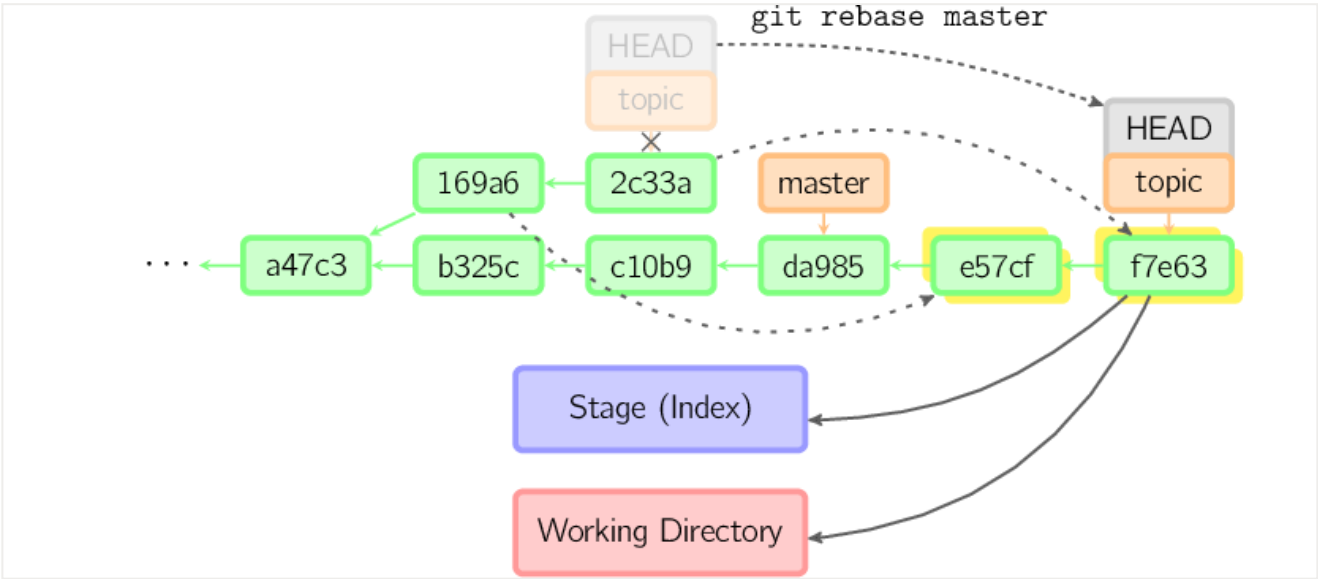 git rebase master
HEAD
topic
HEAD
topic
169a6
2c33a
master
...
a47c3
b325c
c10b9
da985
e57cf
f7e63
Stage (Index)
Working Directory